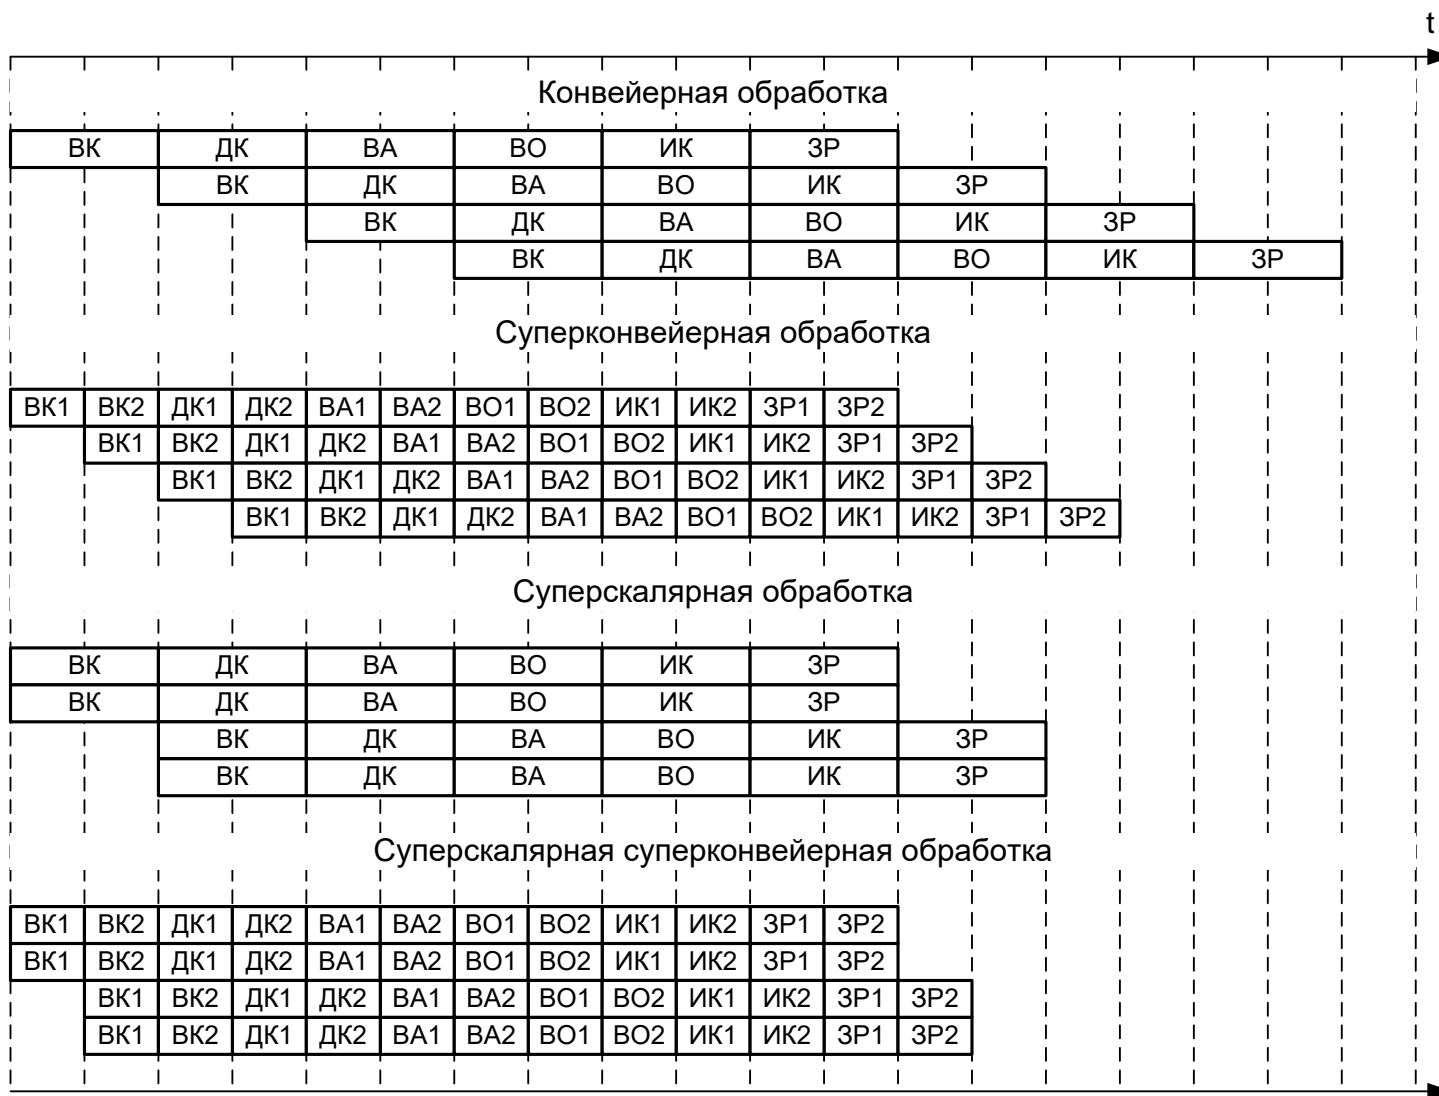 t
Конвейерная обработка
ВК ДК ВА ВО ИК ЗР
ВК ДК ВА ВО ИК ЗР
ВК ДК ВА ВО ИК ЗР
ВК ДК ВА ВО ИК ЗР
Суперконвейерная обработка
ВК1 ВК2 ДК1 ДК2 ВА1 ВА2 ВО1 ВО2 ИК1 ИК2 ЗР1 ЗР2
ВК1 ВК2 ДК1 ДК2 ВА1 ВА2 ВО1 ВО2 ИК1 ИК2 ЗР1 ЗР2
ВК1 ВК2 ДК1 ДК2 ВА1 ВА2 ВО1 ВО2 ИК1 ИК2 ЗР1 ЗР2
ВК1 ВК2 ДК1 ДК2 ВА1 ВА2 ВО1 ВО2 ИК1 ИК2 ЗР1 ЗР2
Суперскалярная обработка
ВК ДК ВА ВО ИК ЗР
ВК ДК ВА ВО ИК ЗР
ВК ДК ВА ВО ИК ЗР
ВК ДК ВА ВО ИК ЗР
Суперскалярная суперконвейерная обработка
ВК1 ВК2 ДК1 ДК2 ВА1 ВА2 ВО1 ВО2 ИК1 ИК2 ЗР1 ЗР2
ВК1 ВК2 ДК1 ДК2 ВА1 ВА2 ВО1 ВО2 ИК1 ИК2 ЗР1 ЗР2
ВК1 ВК2 ДК1 ДК2 ВА1 ВА2 ВО1 ВО2 ИК1 ИК2 ЗР1 ЗР2
ВК1 ВК2 ДК1 ДК2 ВА1 ВА2 ВО1 ВО2 ИК1 ИК2 ЗР1 ЗР2